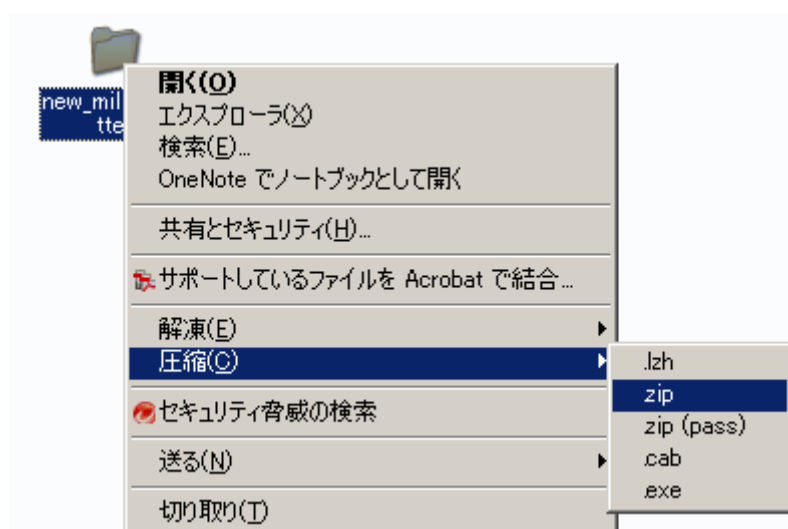 new_mil
tte
開く(O)
エクスプローラ(X)
検索(E)...
OneNote でノートブックとして開く
共有とセキュリティ(H)...
サポートしているファイルを Acrobat で結合...
解凍(E)
圧縮(C)
セキュリティ脅威の検索
送る(N)
切り取り(T)
.lzh
zip
zip (pass)
.cab
.exe